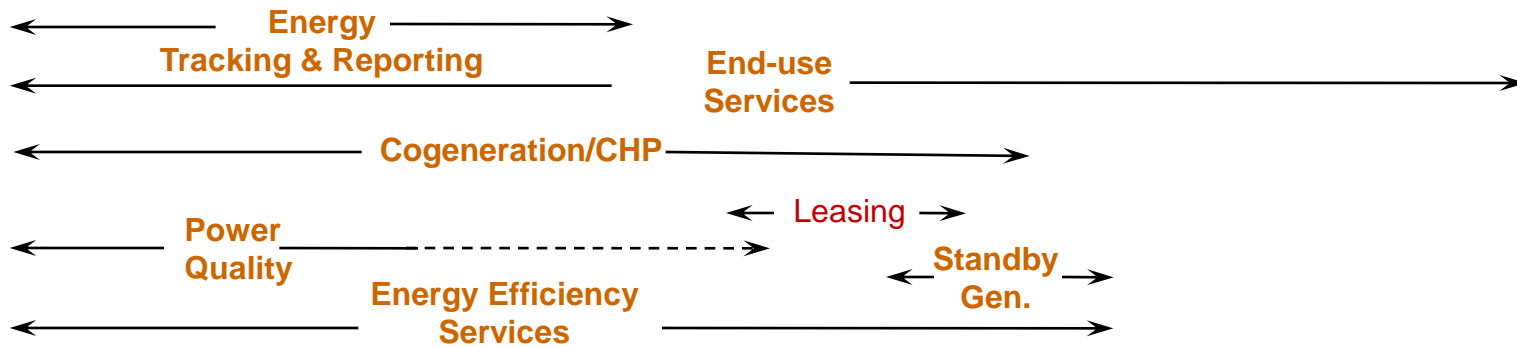 Energy
Tracking & Reporting
End-use
Services
Cogeneration/CHP
Leasing
Power
Quality
Standby
Gen.
Energy Efficiency
Services